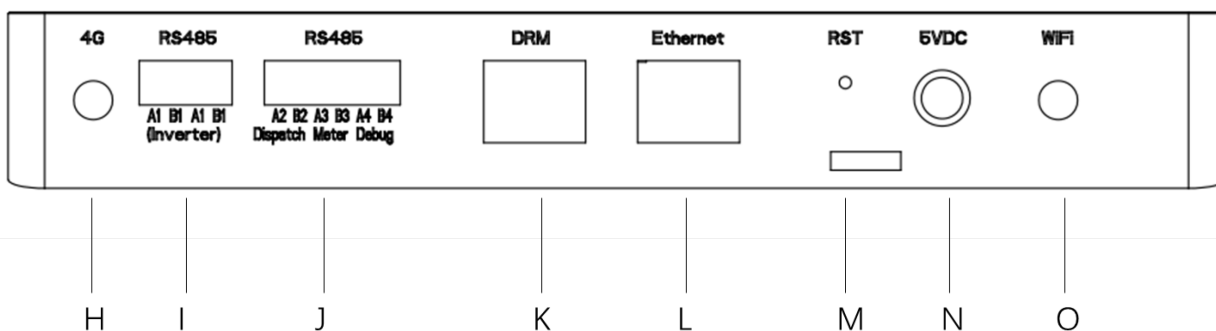 4G RS485 RS485 DRM Ethernet RST 5VDC WiFi
A1 B1 A1 B1 A2 B2 A3 B3 A4 B4
(Inverter) Dispatch Meter Debug
H I J K L M N O